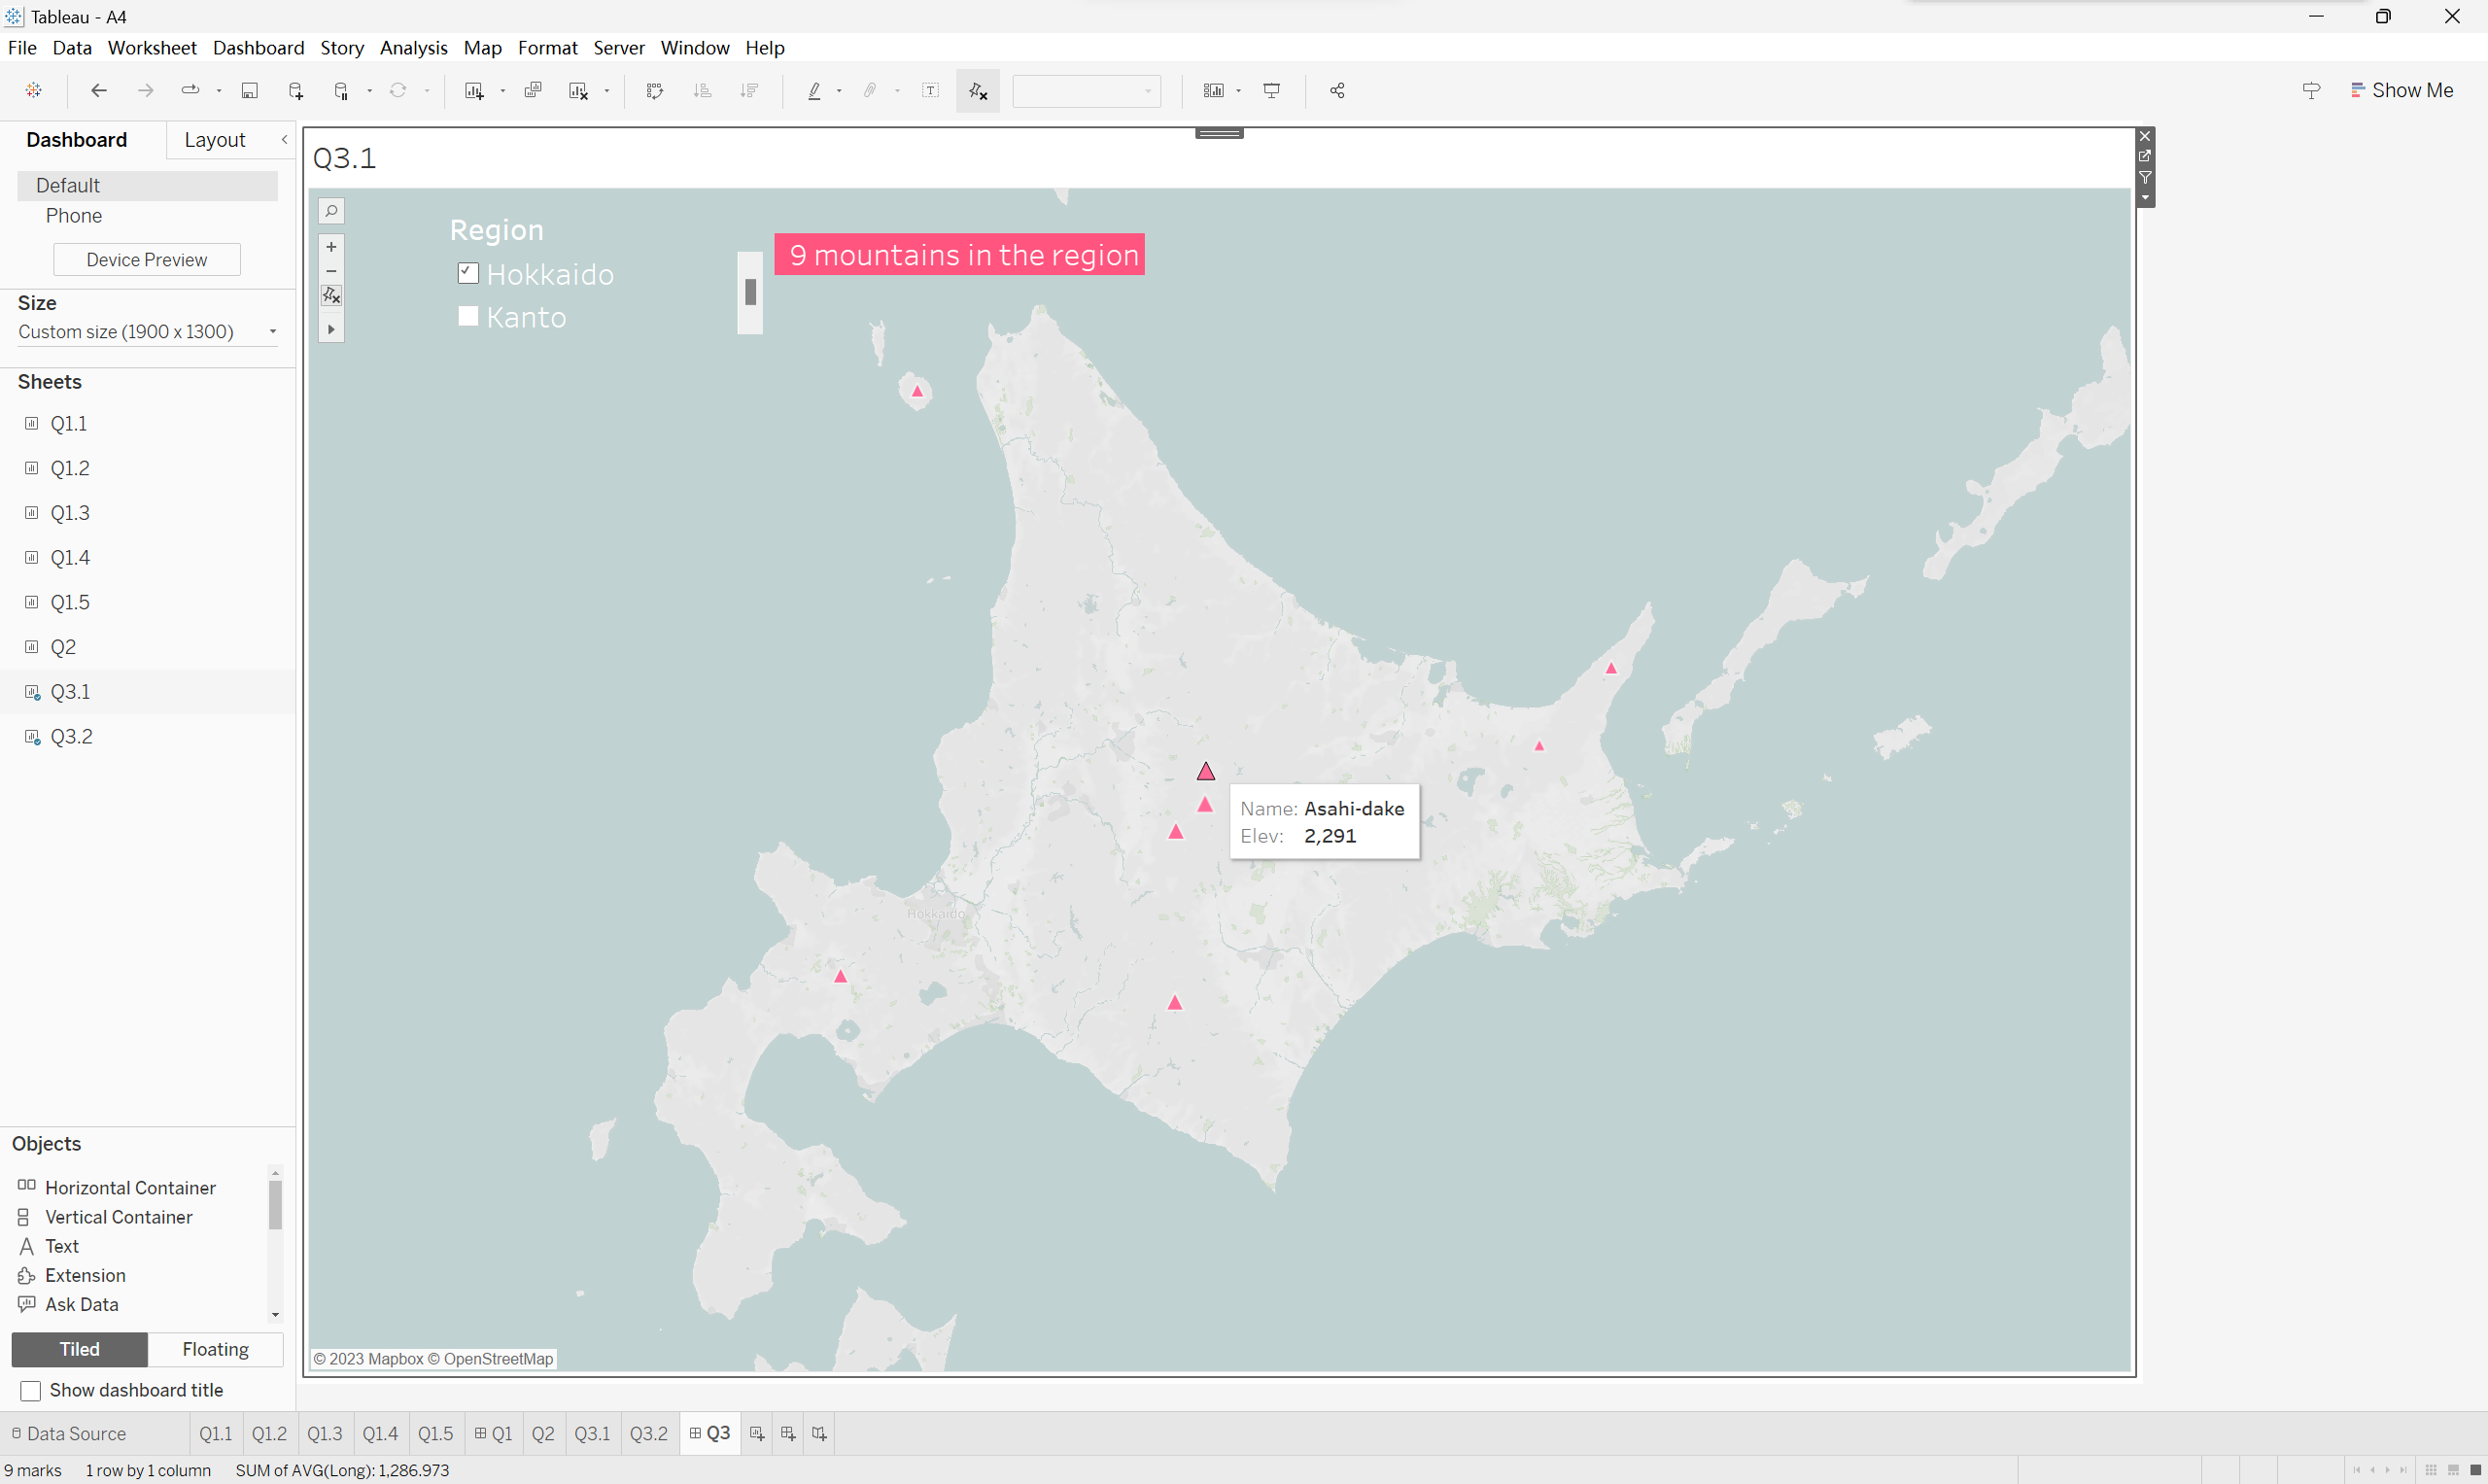 Tableau - A4
File Data Worksheet Dashboard Story Analysis Map Format Server Window Help
Show Me
Dashboard Layout
Default
Phone
Device Preview
Size
Custom size (1900 x 1300)
Sheets
Q1.1
Q1.2
Q1.3
Q1.4
Q1.5
Q2
Q3.1
Q3.2
Objects
Horizontal Container
Vertical Container
Text
Extension
Ask Data
Tiled Floating
Show dashboard title
Q3.1
Region
Hokkaido
Kanto
9 mountains in the region
Name: Asahi-dake
Elev: 2,291
Hokkaido
© 2023 Mapbox © OpenStreetMap
Data Source Q1.1 Q1.2 Q1.3 Q1.4 Q1.5 Q1 Q2 Q3.1 Q3.2 Q3
9 marks 1 row by 1 column SUM of AVG(Long): 1,286.973